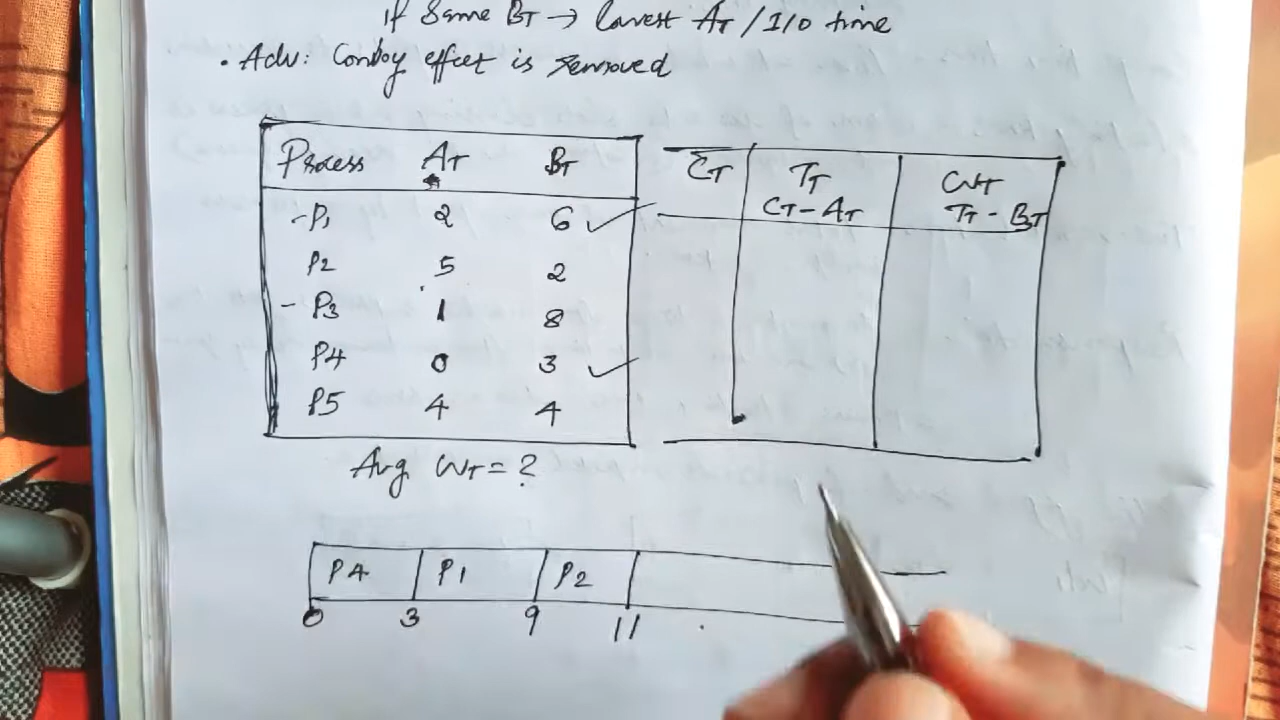 if Same BT → lowest AT / I/O time
• Adv: Convoy effect is removed
Process AT BT CT TT WT
CT - AT TT - BT
- P1 2 6 ✓
P2 5 2
- P3 1 8
P4 0 3 ✓
P5 4 4
Avg WT = ?
P4 P1 P2
0 3 9 11